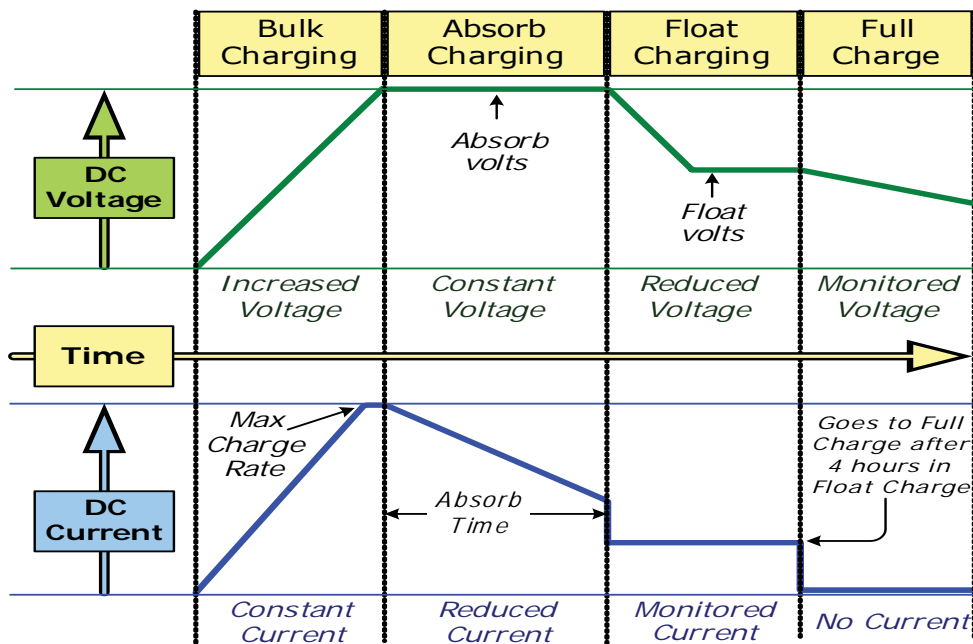 Bulk
Charging
Absorb
Charging
Float
Charging
Full
Charge
DC
Voltage
Absorb
volts
Float
volts
Increased
Voltage
Constant
Voltage
Reduced
Voltage
Monitored
Voltage
Time
DC
Current
Max
Charge
Rate
Absorb
Time
Goes to Full
Charge after
4 hours in
Float Charge
Constant
Current
Reduced
Current
Monitored
Current
No Current